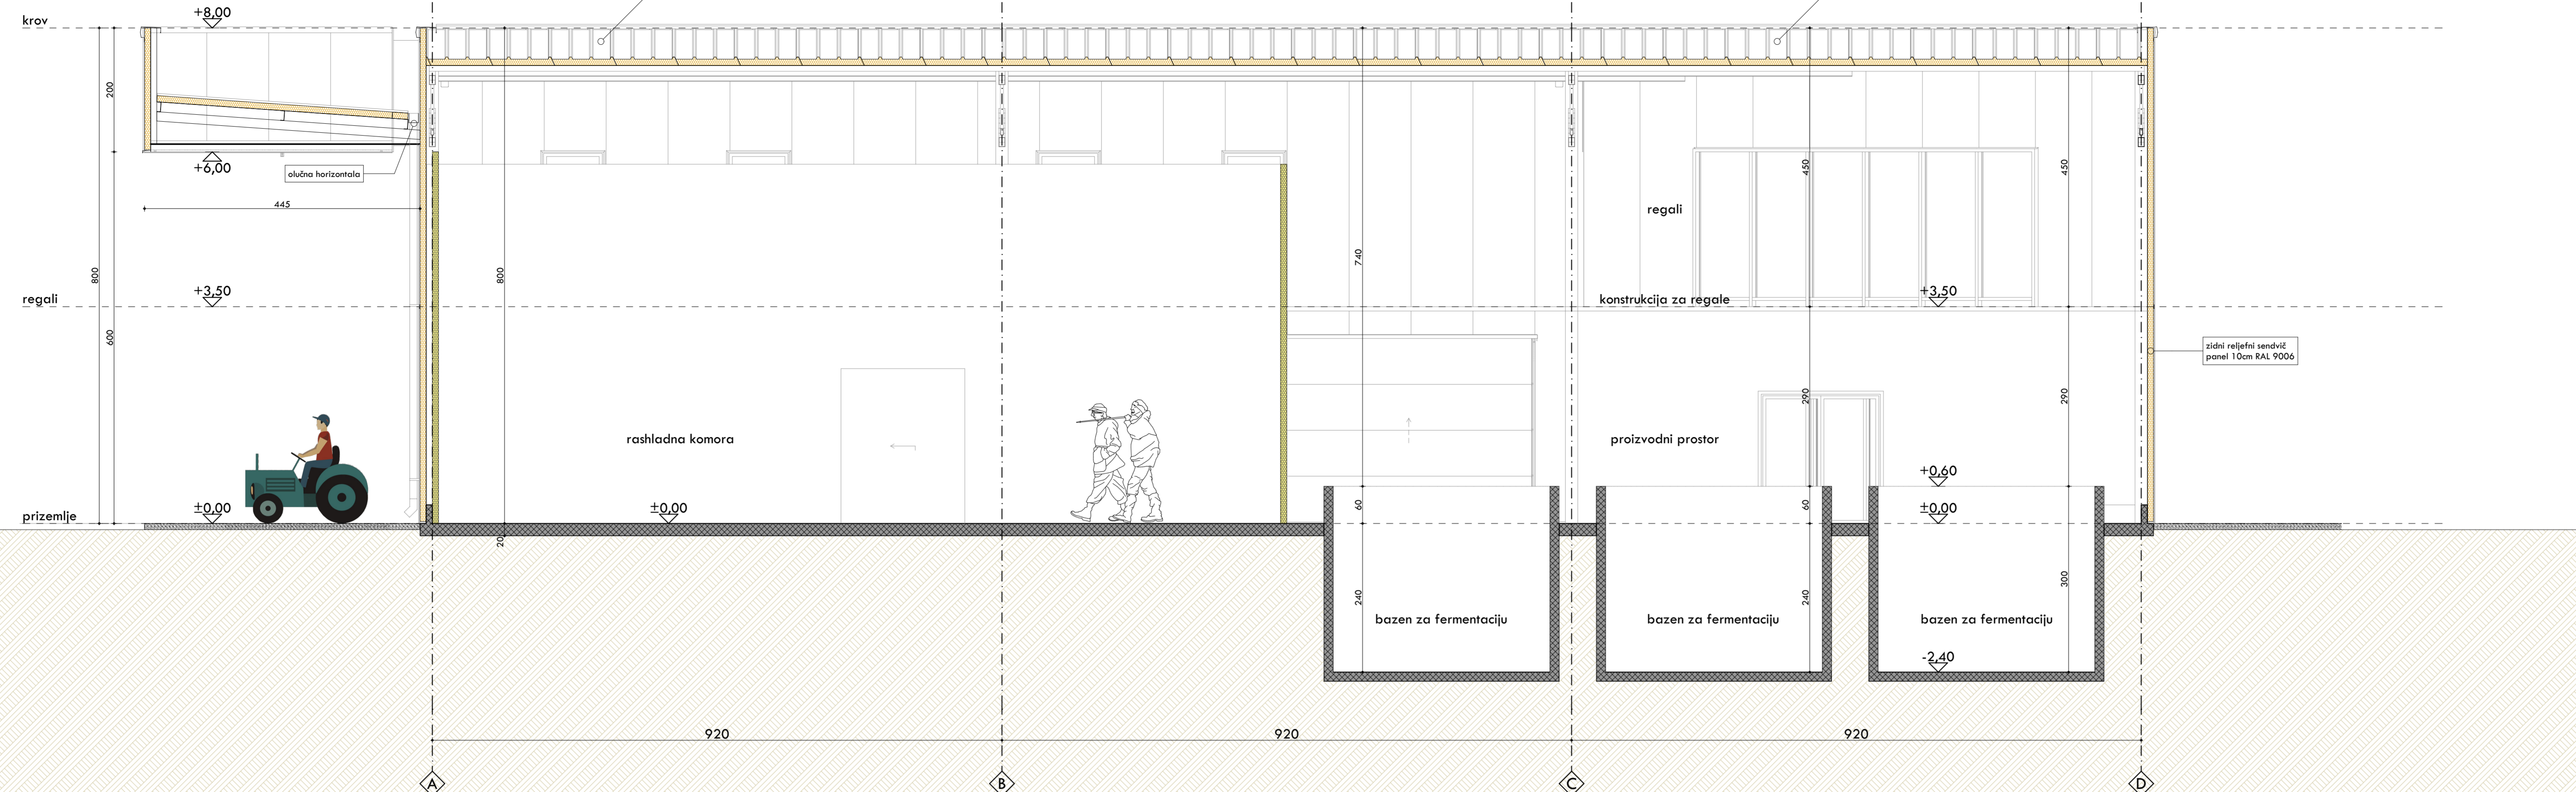 krov
+8,00
200
+6,00
olučna horizontala
445
800
800
740
450
450
regali
regali
+3,50
konstrukcija za regale
+3,50
600
zidni reljefni sendvič
panel 10cm RAL 9006
290
290
rashladna komora
proizvodni prostor
+0,60
prizemlje
±0,00
±0,00
60
60
±0,00
20
240
240
300
bazen za fermentaciju
bazen za fermentaciju
bazen za fermentaciju
-2,40
920
920
920
A
B
C
D